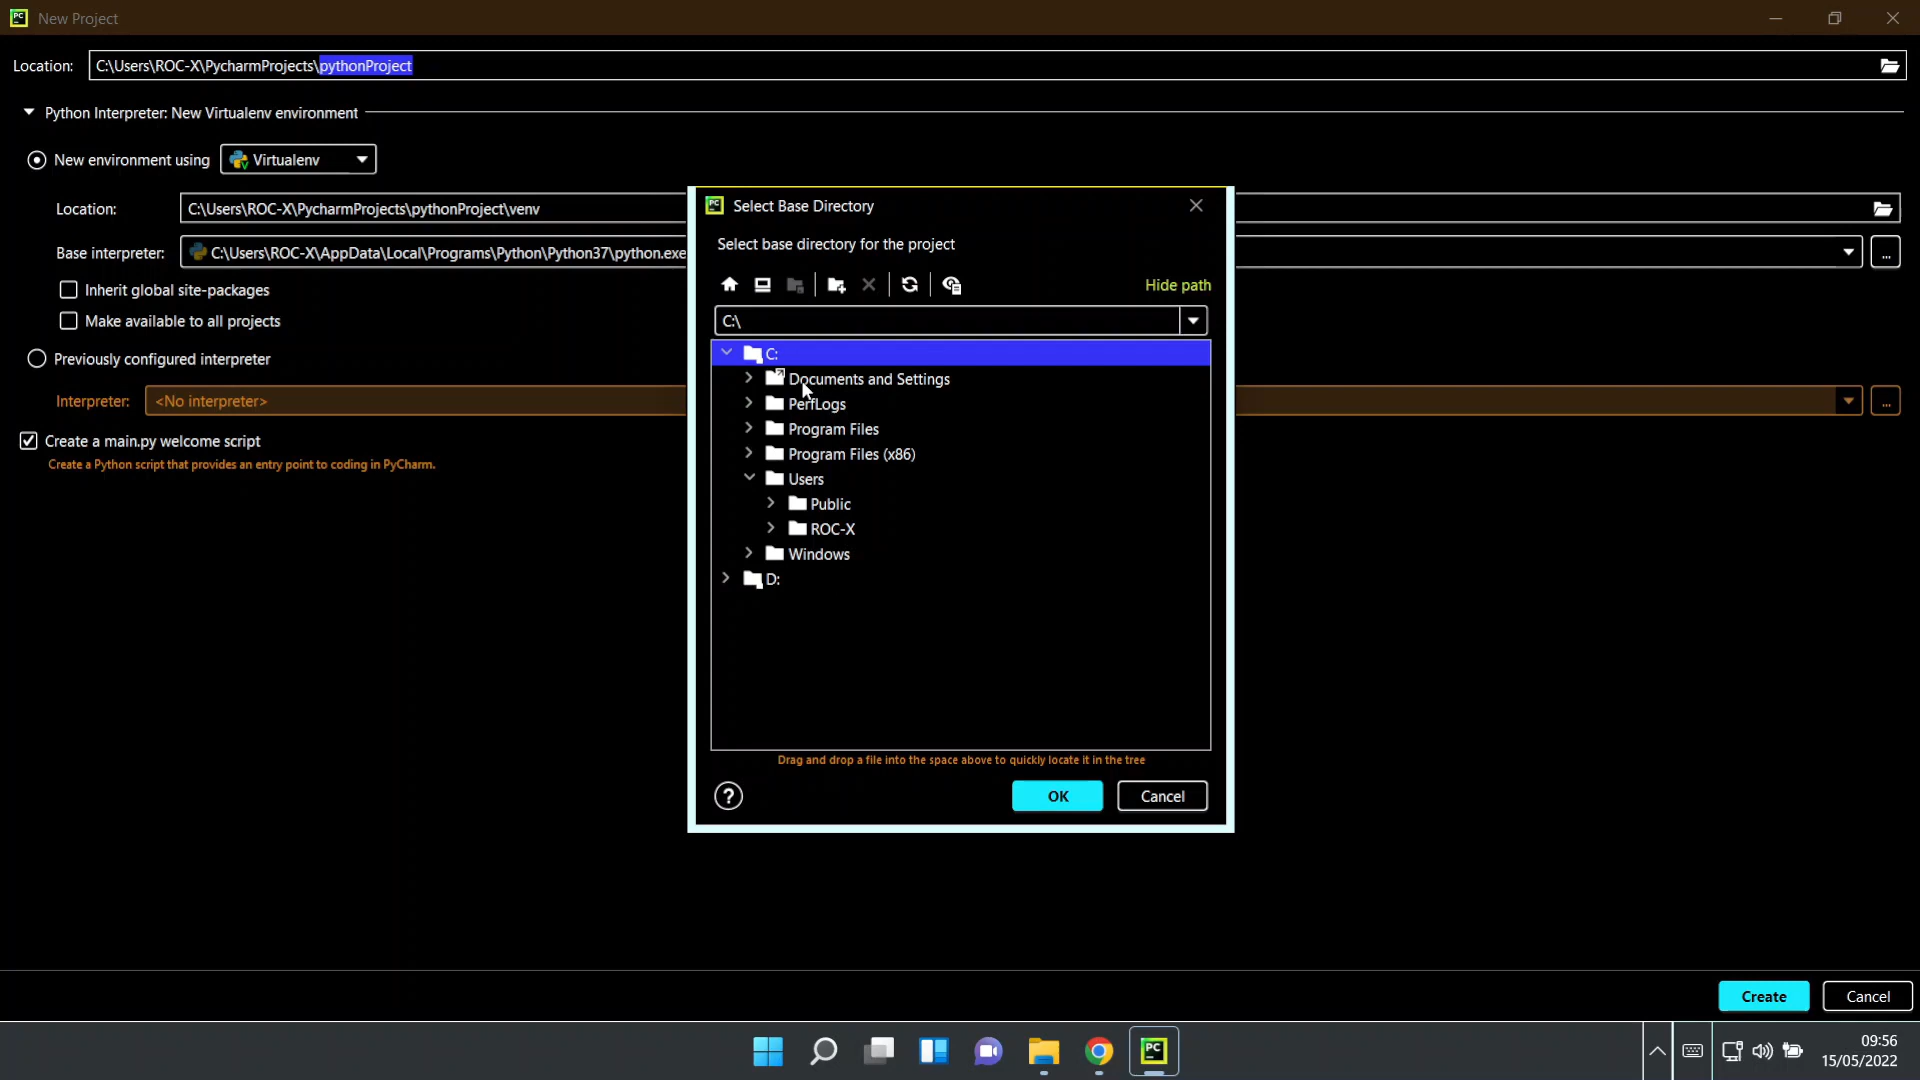 New Project
Location: C:\Users\ROC-X\PycharmProjects\pythonProject
Python Interpreter: New Virtualenv environment
New environment using Virtualenv
Location: C:\Users\ROC-X\PycharmProjects\pythonProject\venv
Base interpreter: C:\Users\ROC-X\AppData\Local\Programs\Python\Python37\python.exe ...
Inherit global site-packages
Make available to all projects
Previously configured interpreter
Interpreter: <No interpreter> ...
Create a main.py welcome script
Create a Python script that provides an entry point to coding in PyCharm.
Select Base Directory
Select base directory for the project
Hide path
C:\
C:
Documents and Settings
PerfLogs
Program Files
Program Files (x86)
Users
Public
ROC-X
Windows
D:
Drag and drop a file into the space above to quickly locate it in the tree
? OK Cancel
Create Cancel
09:56
15/05/2022